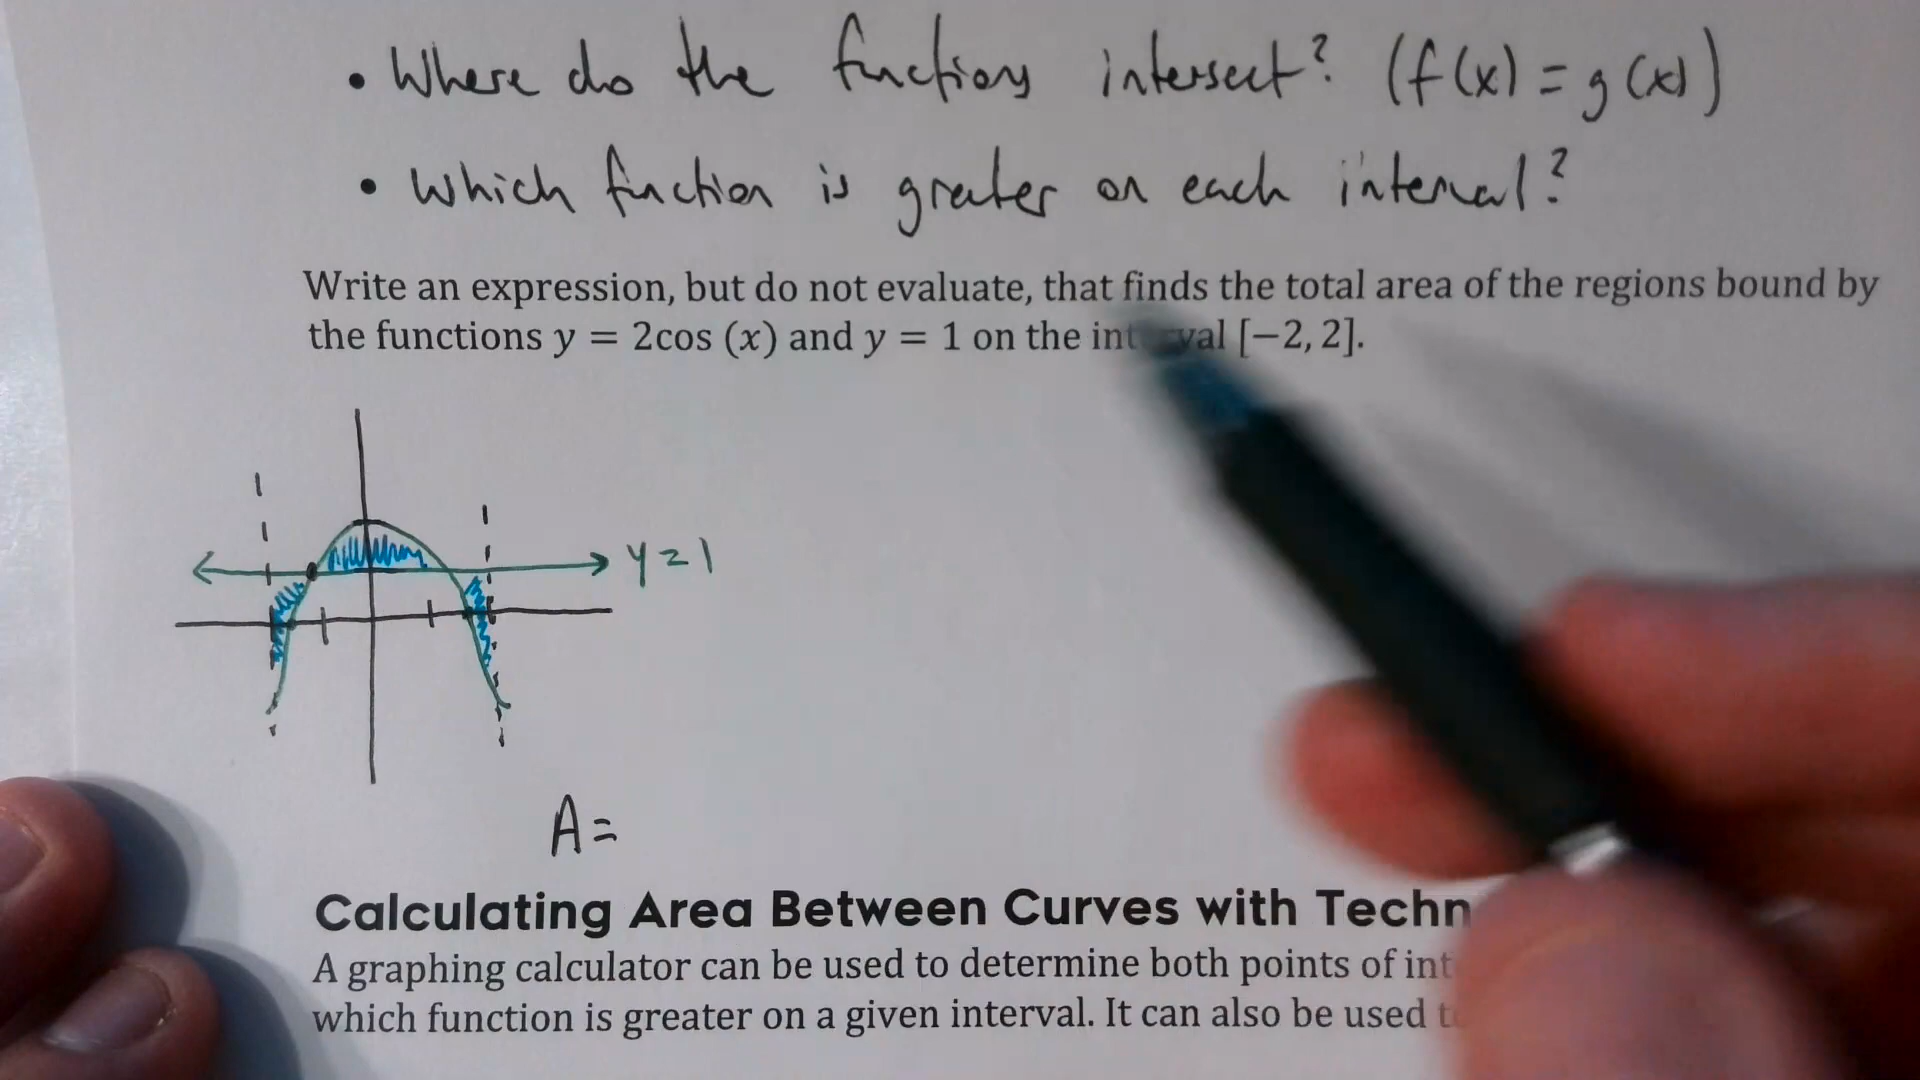 • Where do the functions intersect? (f(x) = g(x))
• Which function is greater on each interval?
Write an expression, but do not evaluate, that finds the total area of the regions bound by
the functions y = 2cos (x) and y = 1 on the interval [−2, 2].
y = 1
A =
Calculating Area Between Curves with Techn
A graphing calculator can be used to determine both points of int
which function is greater on a given interval. It can also be used t